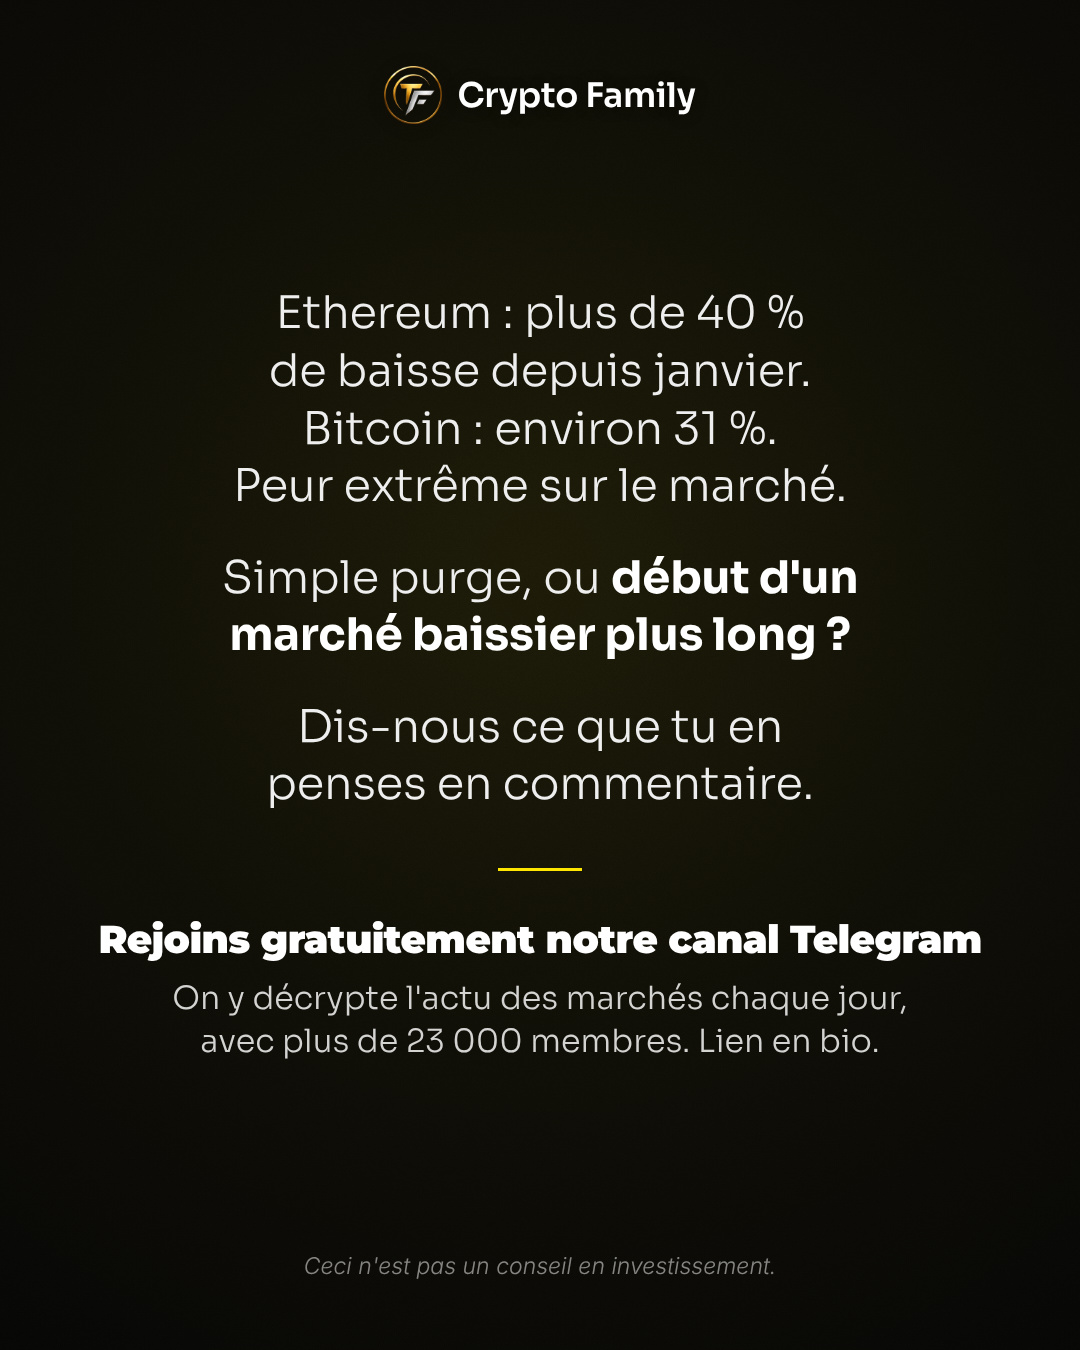 TF Crypto Family
Ethereum : plus de 40 %
de baisse depuis janvier.
Bitcoin : environ 31 %.
Peur extrême sur le marché.
Simple purge, ou début d'un
marché baissier plus long ?
Dis-nous ce que tu en
penses en commentaire.
Rejoins gratuitement notre canal Telegram
On y décrypte l'actu des marchés chaque jour,
avec plus de 23 000 membres. Lien en bio.
Ceci n'est pas un conseil en investissement.